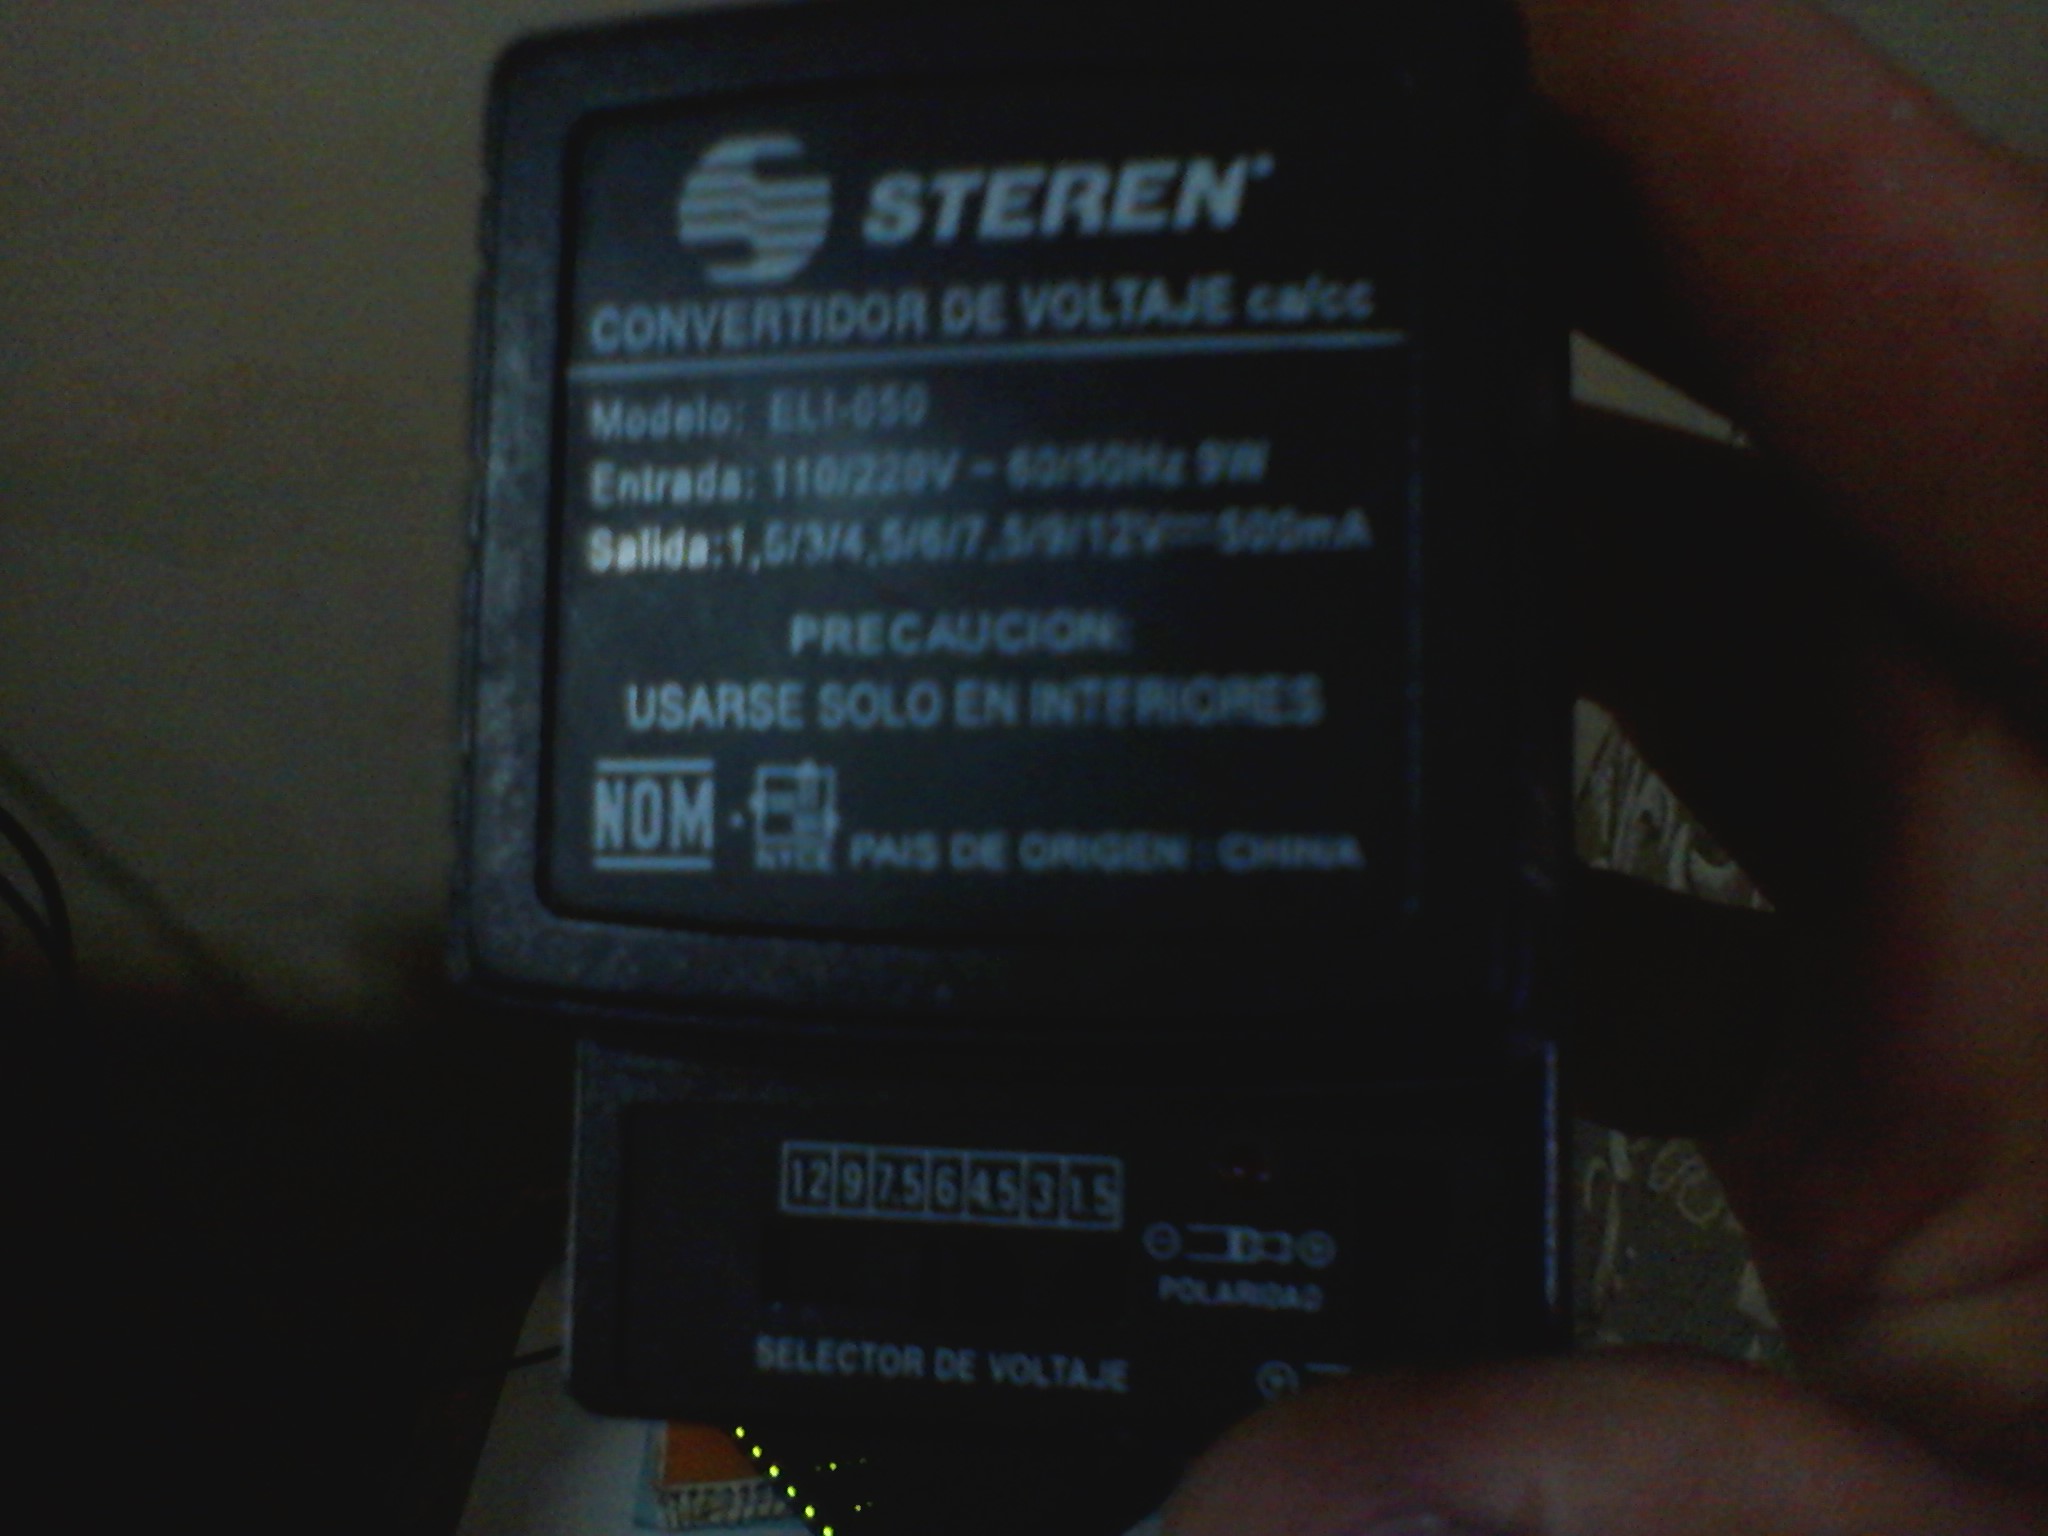 STEREN
CONVERTIDOR DE VOLTAJE ca/cc
Modelo: ELI-050
Entrada: 110/220V ~ 60/50Hz 9W
Salida:1,5/3/4,5/6/7,5/9/12V⎓500mA
PRECAUCION:
USARSE SOLO EN INTERIORES
NOM
PAIS DE ORIGEN : CHINA
12 9 7.5 6 4.5 3 1.5
POLARIDAD
SELECTOR DE VOLTAJE